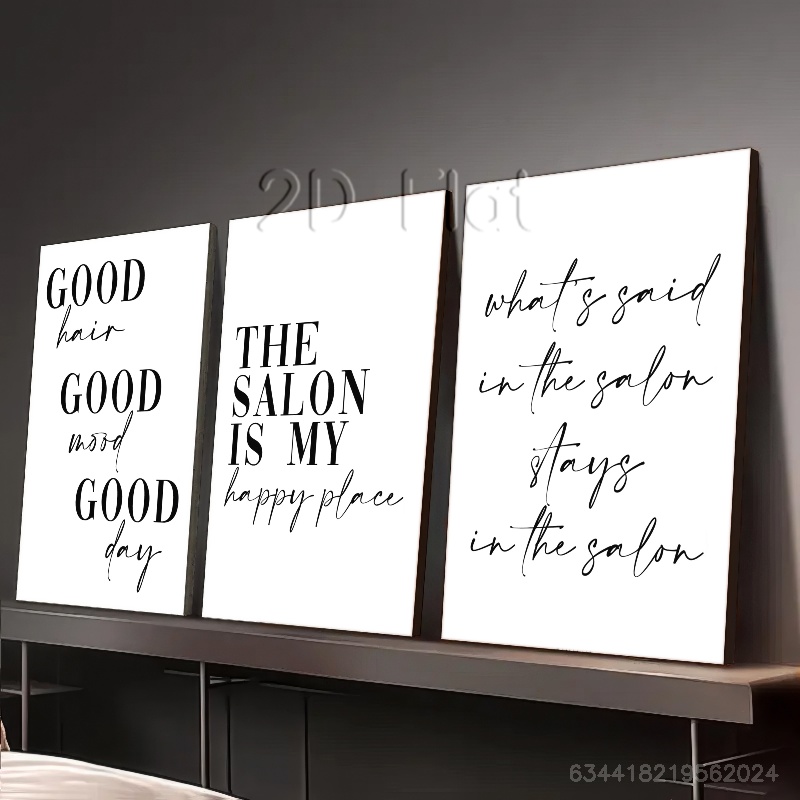 2D Flat
GOOD
hair
GOOD
mood
GOOD
day
THE
SALON
IS MY
happy place
what's said
in the salon
stays
in the salon
634418219562024